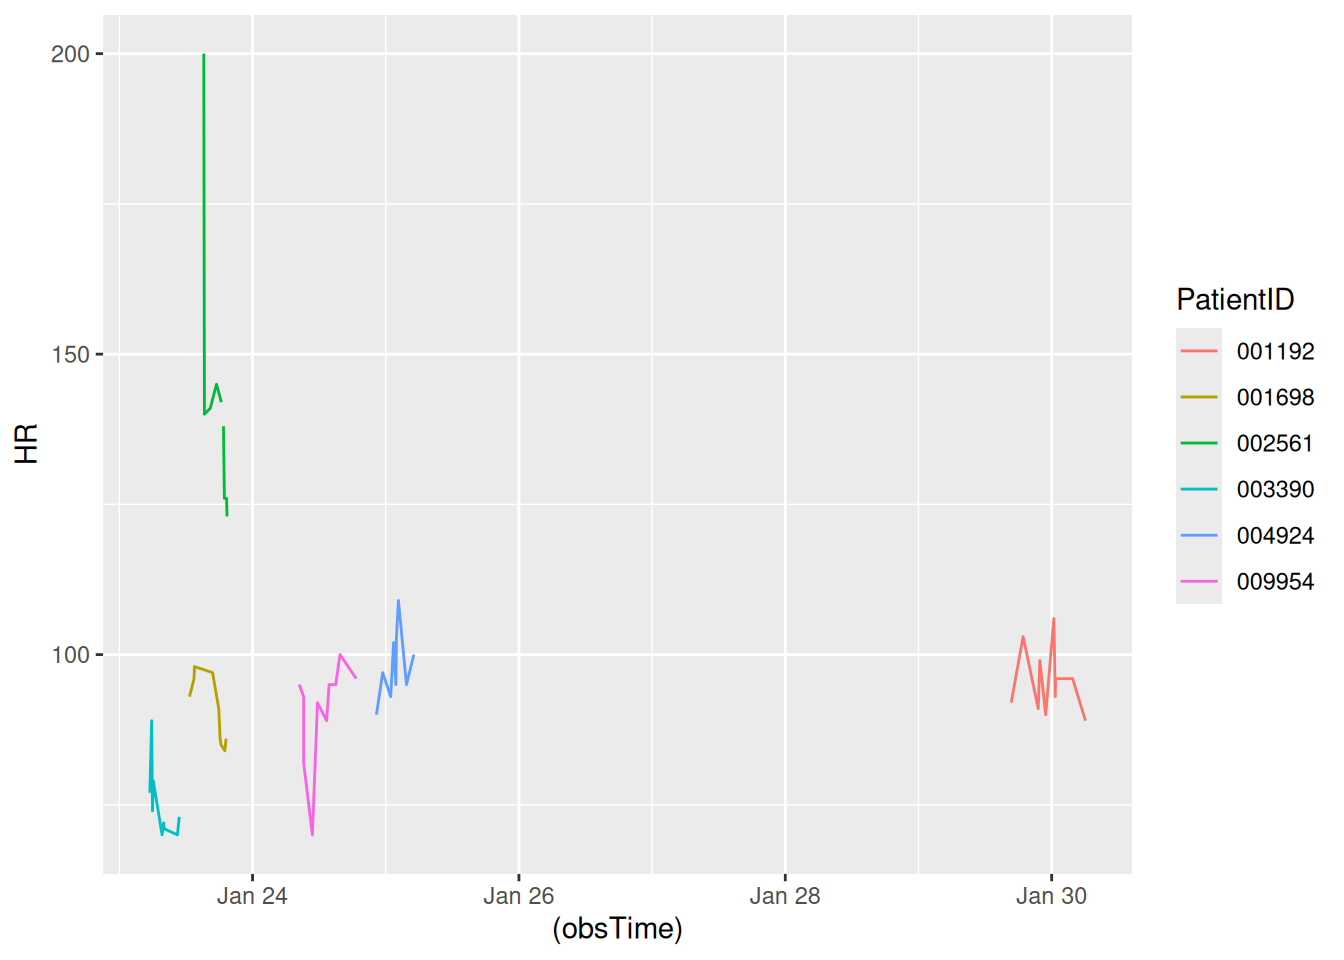 200
150
100
HR
Jan 24
Jan 26
Jan 28
Jan 30
(obsTime)
PatientID
001192
001698
002561
003390
004924
009954